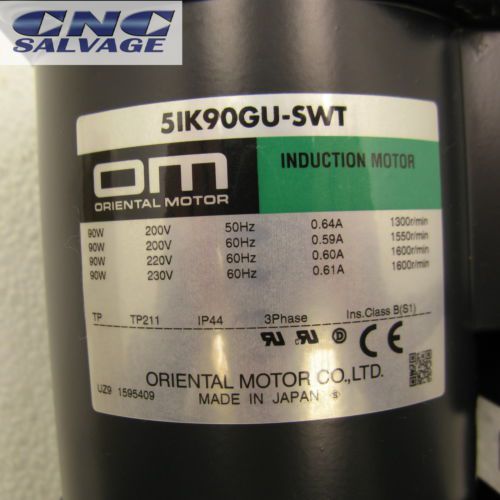 CNC
SALVAGE
5IK90GU-SWT
om
ORIENTAL MOTOR
INDUCTION MOTOR
90W 200V 50Hz 0.64A 1300r/min
90W 200V 60Hz 0.59A 1550r/min
90W 220V 60Hz 0.60A 1600r/min
90W 230V 60Hz 0.61A 1600r/min
TP TP211 IP44 3Phase Ins.Class B(S1)
ORIENTAL MOTOR CO.,LTD.
UZ9 1595409 MADE IN JAPAN